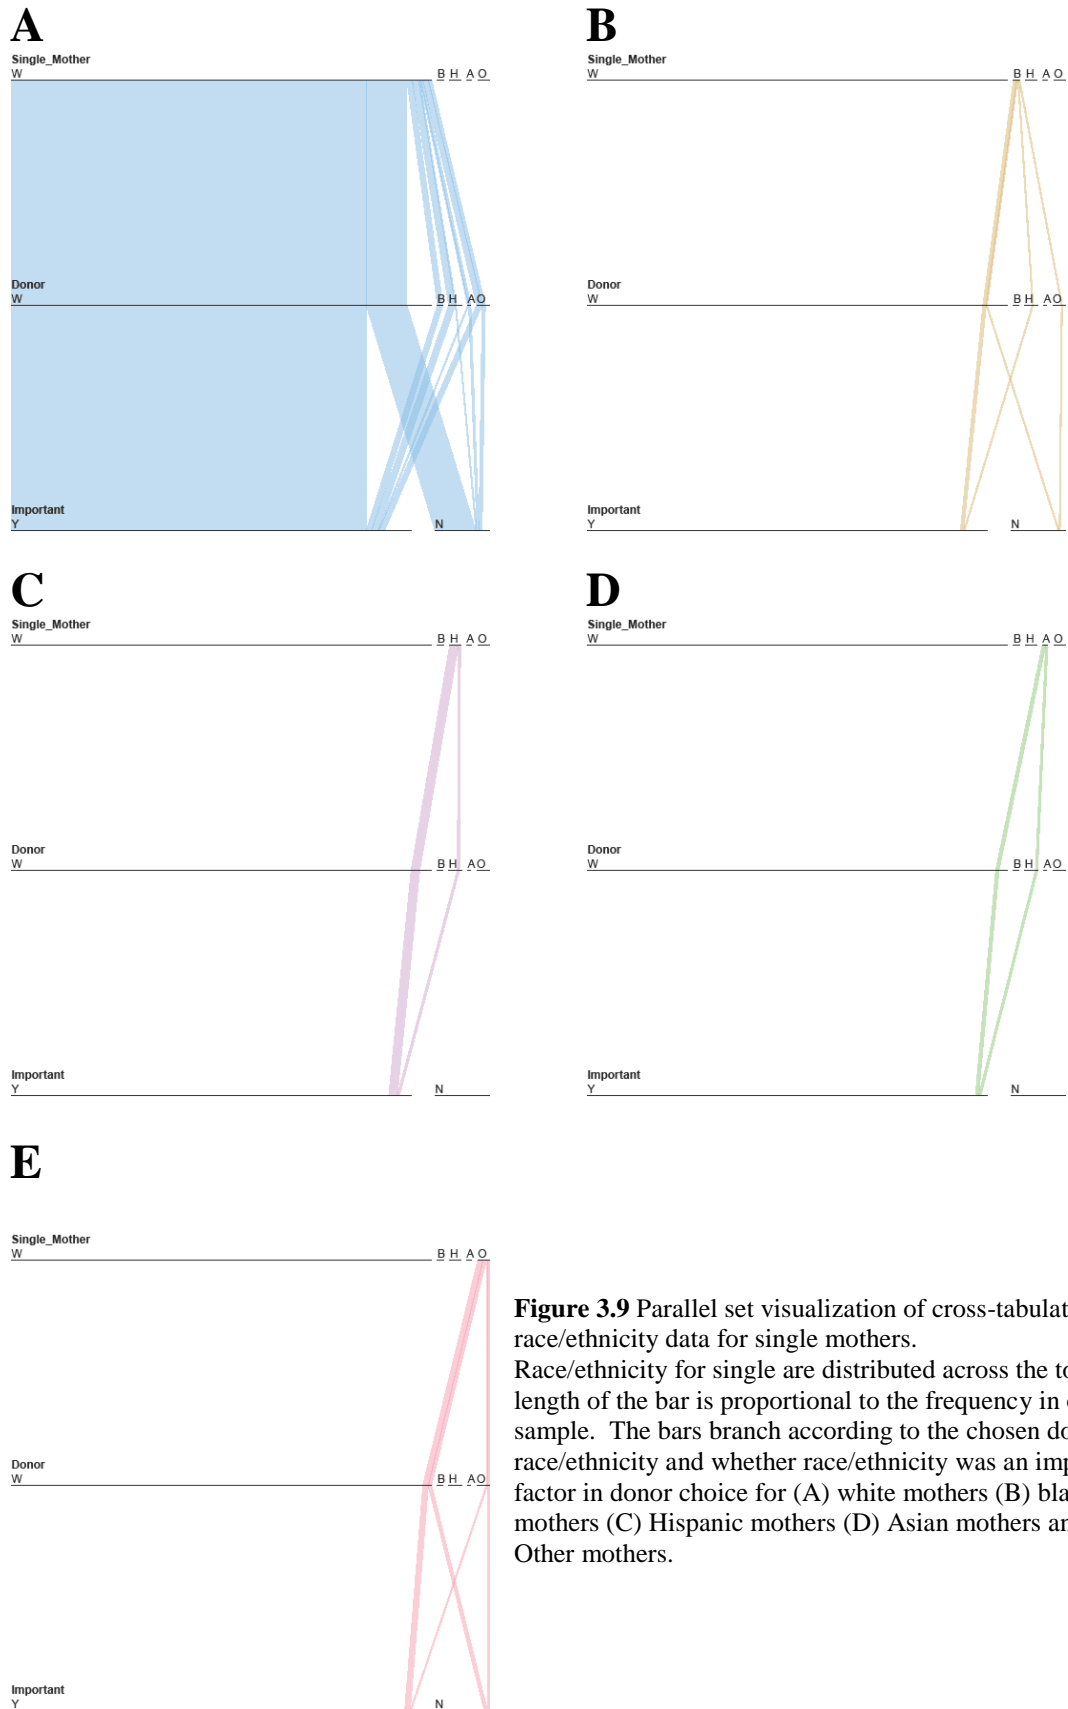 A
Single_Mother
W B H A O
Donor
W B H A O
Important
Y N
B
Single_Mother
W B H A O
Donor
W B H A O
Important
Y N
C
Single_Mother
W B H A O
Donor
W B H A O
Important
Y N
D
Single_Mother
W B H A O
Donor
W B H A O
Important
Y N
E
Single_Mother
W B H A O
Donor
W B H A O
Important
Y N
Figure 3.9 Parallel set visualization of cross-tabulat
race/ethnicity data for single mothers.
Race/ethnicity for single are distributed across the to
length of the bar is proportional to the frequency in
sample. The bars branch according to the chosen do
race/ethnicity and whether race/ethnicity was an imp
factor in donor choice for (A) white mothers (B) bla
mothers (C) Hispanic mothers (D) Asian mothers an
Other mothers.